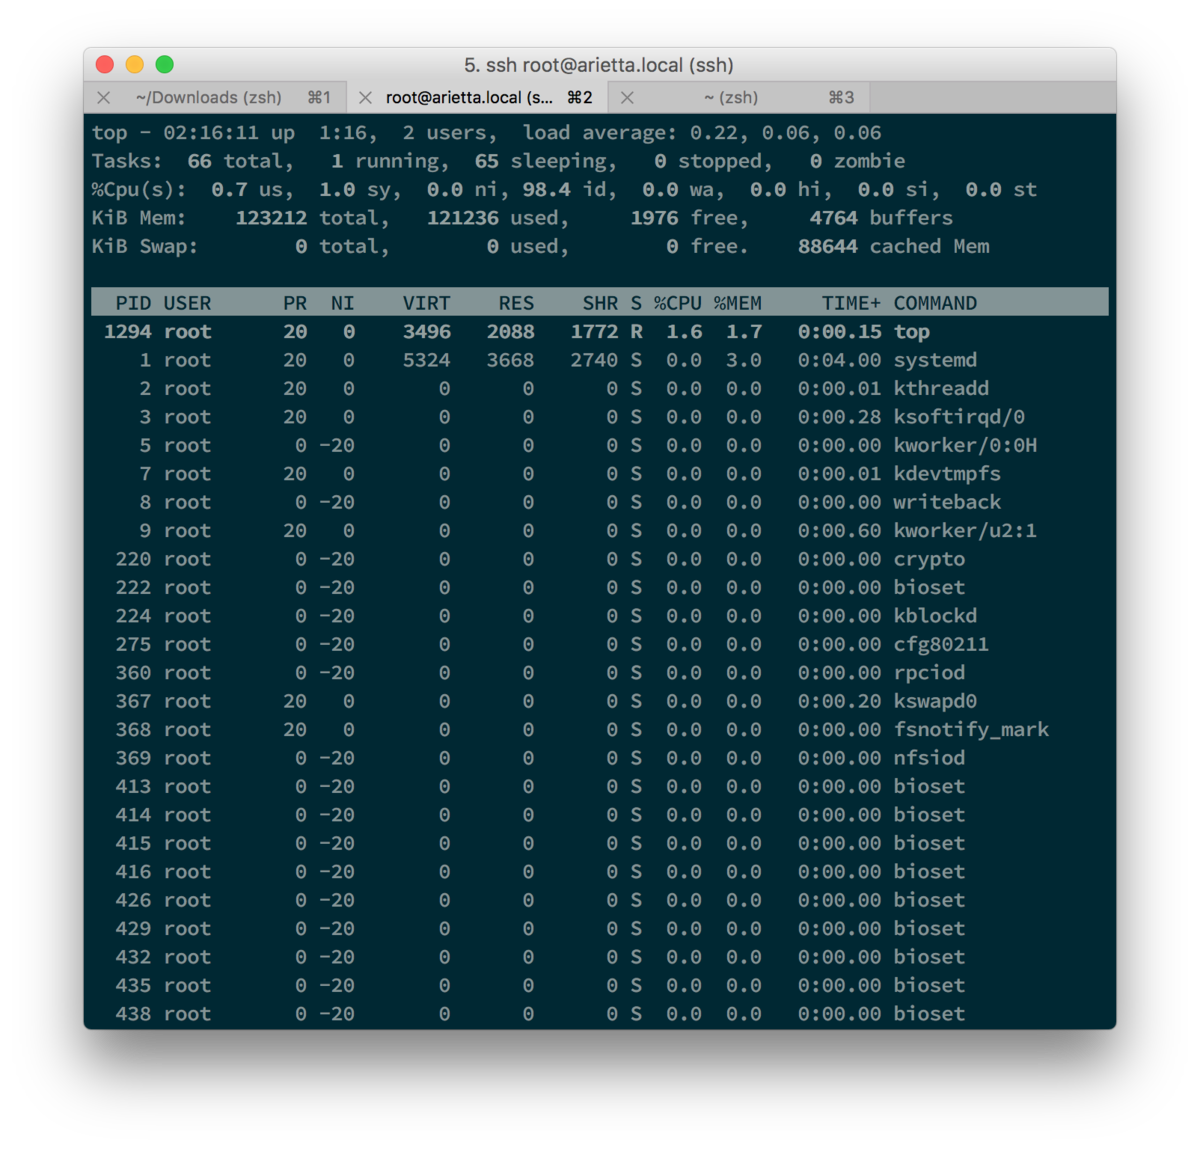 5. ssh root@arietta.local (ssh)
~/Downloads (zsh) ⌘1 root@arietta.local (s... ⌘2 ~ (zsh) ⌘3
top - 02:16:11 up  1:16,  2 users,  load average: 0.22, 0.06, 0.06
Tasks:  66 total,   1 running,  65 sleeping,   0 stopped,   0 zombie
%Cpu(s):  0.7 us,  1.0 sy,  0.0 ni, 98.4 id,  0.0 wa,  0.0 hi,  0.0 si,  0.0 st
KiB Mem:    123212 total,   121236 used,     1976 free,     4764 buffers
KiB Swap:        0 total,        0 used,        0 free.    88644 cached Mem
PID USER      PR  NI    VIRT    RES    SHR S %CPU %MEM     TIME+ COMMAND
1294 root      20   0    3496   2088   1772 R  1.6  1.7   0:00.15 top
1 root      20   0    5324   3668   2740 S  0.0  3.0   0:04.00 systemd
2 root      20   0       0      0      0 S  0.0  0.0   0:00.01 kthreadd
3 root      20   0       0      0      0 S  0.0  0.0   0:00.28 ksoftirqd/0
5 root       0 -20       0      0      0 S  0.0  0.0   0:00.00 kworker/0:0H
7 root      20   0       0      0      0 S  0.0  0.0   0:00.01 kdevtmpfs
8 root       0 -20       0      0      0 S  0.0  0.0   0:00.00 writeback
9 root      20   0       0      0      0 S  0.0  0.0   0:00.60 kworker/u2:1
220 root       0 -20       0      0      0 S  0.0  0.0   0:00.00 crypto
222 root       0 -20       0      0      0 S  0.0  0.0   0:00.00 bioset
224 root       0 -20       0      0      0 S  0.0  0.0   0:00.00 kblockd
275 root       0 -20       0      0      0 S  0.0  0.0   0:00.00 cfg80211
360 root       0 -20       0      0      0 S  0.0  0.0   0:00.00 rpciod
367 root      20   0       0      0      0 S  0.0  0.0   0:00.20 kswapd0
368 root      20   0       0      0      0 S  0.0  0.0   0:00.00 fsnotify_mark
369 root       0 -20       0      0      0 S  0.0  0.0   0:00.00 nfsiod
413 root       0 -20       0      0      0 S  0.0  0.0   0:00.00 bioset
414 root       0 -20       0      0      0 S  0.0  0.0   0:00.00 bioset
415 root       0 -20       0      0      0 S  0.0  0.0   0:00.00 bioset
416 root       0 -20       0      0      0 S  0.0  0.0   0:00.00 bioset
426 root       0 -20       0      0      0 S  0.0  0.0   0:00.00 bioset
429 root       0 -20       0      0      0 S  0.0  0.0   0:00.00 bioset
432 root       0 -20       0      0      0 S  0.0  0.0   0:00.00 bioset
435 root       0 -20       0      0      0 S  0.0  0.0   0:00.00 bioset
438 root       0 -20       0      0      0 S  0.0  0.0   0:00.00 bioset